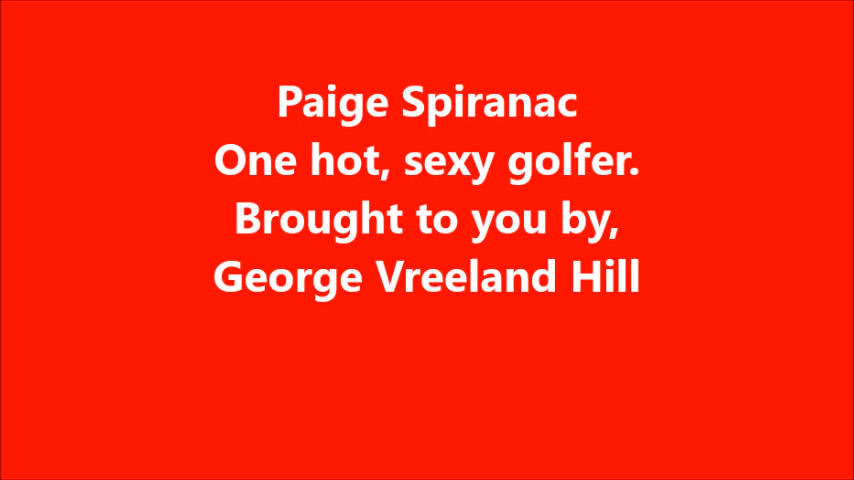 Paige Spiranac
One hot, sexy golfer.
Brought to you by,
George Vreeland Hill